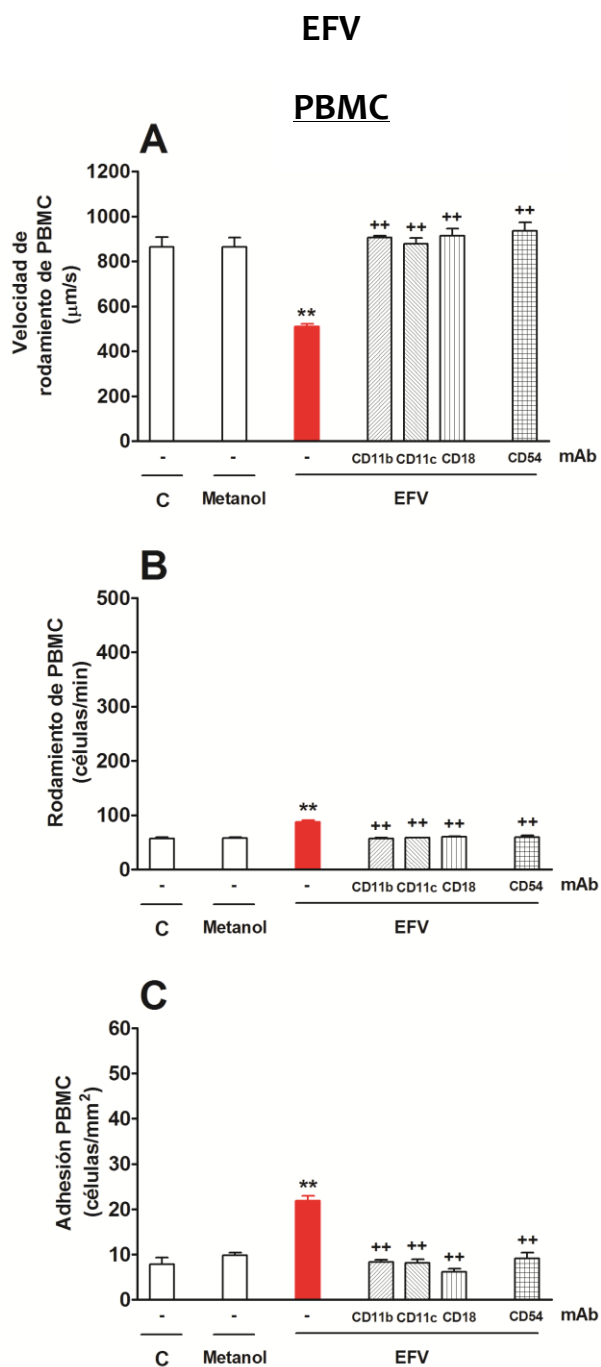 EFV
PBMC
A
Velocidad de
rodamiento de PBMC
(μm/s)
1200
1000
800
600
400
200
0
**
++
++
++
++
-
-
-
CD11b
CD11c
CD18
CD54
mAb
C
Metanol
EFV
B
Rodamiento de PBMC
(células/min)
500
400
300
200
100
0
**
++
++
++
++
-
-
-
CD11b
CD11c
CD18
CD54
mAb
C
Metanol
EFV
C
Adhesión PBMC
(células/mm²)
60
50
40
30
20
10
0
**
++
++
++
++
-
-
-
CD11b
CD11c
CD18
CD54
mAb
C
Metanol
EFV